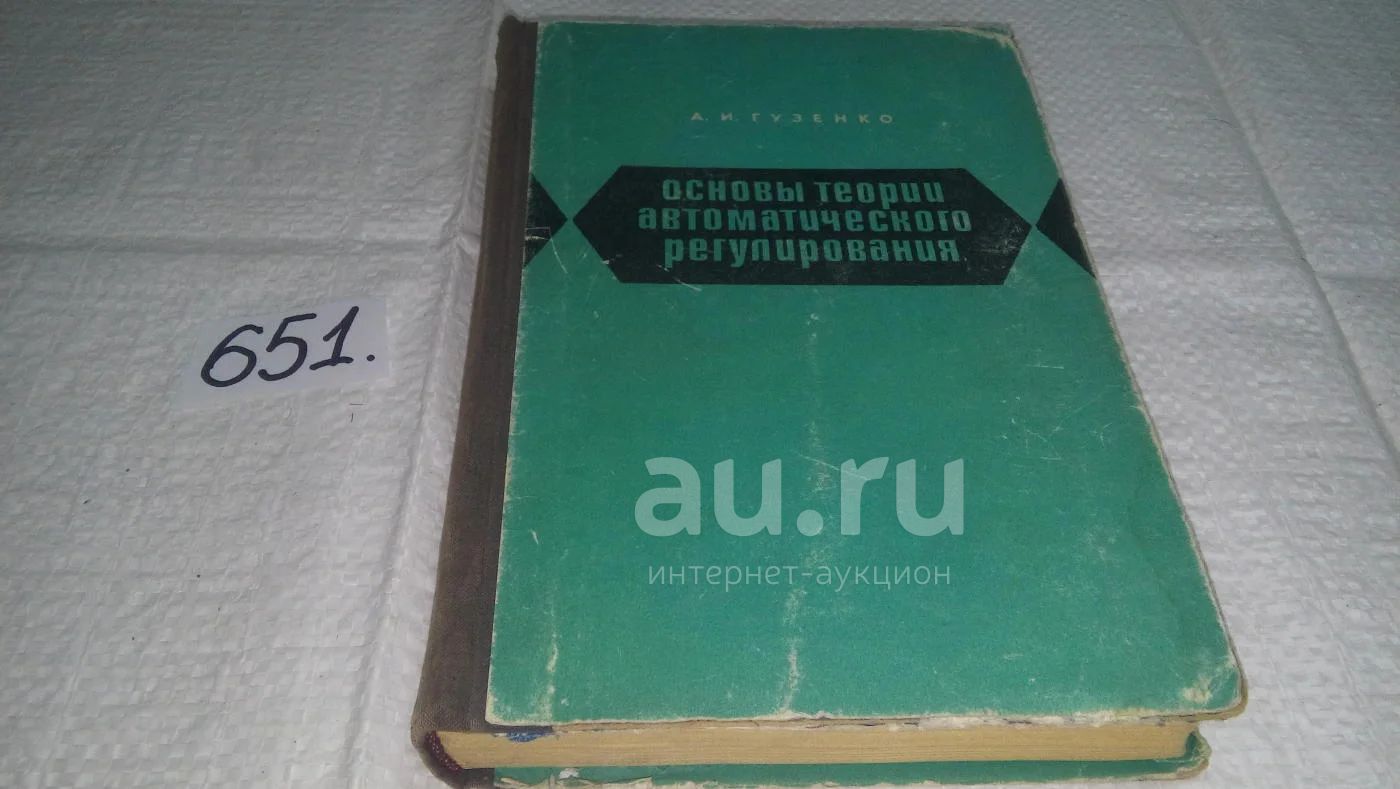 А. И. ГУЗЕНКО
основы теории
автоматического
регулирования
651.
au.ru
интернет-аукцион